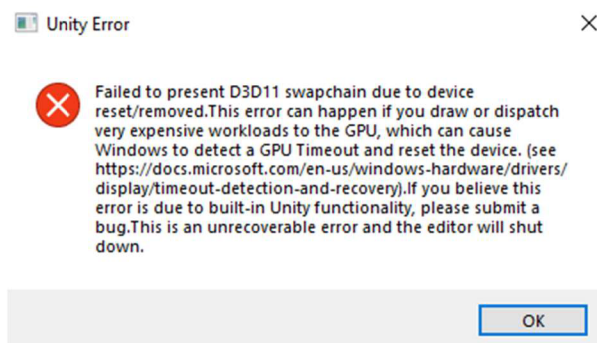 Unity Error
Failed to present D3D11 swapchain due to device
reset/removed.This error can happen if you draw or dispatch
very expensive workloads to the GPU, which can cause
Windows to detect a GPU Timeout and reset the device. (see
https://docs.microsoft.com/en-us/windows-hardware/drivers/
display/timeout-detection-and-recovery).If you believe this
error is due to built-in Unity functionality, please submit a
bug.This is an unrecoverable error and the editor will shut
down.
OK